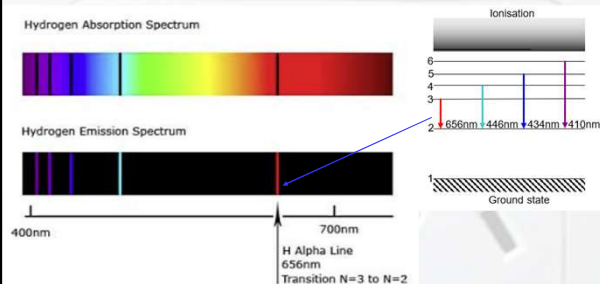 Hydrogen Absorption Spectrum
Hydrogen Emission Spectrum
400nm
700nm
H Alpha Line
656nm
Transition N=3 to N=2
Ionisation
6
5
4
3
656nm 446nm 434nm 410nm
2
1
Ground state